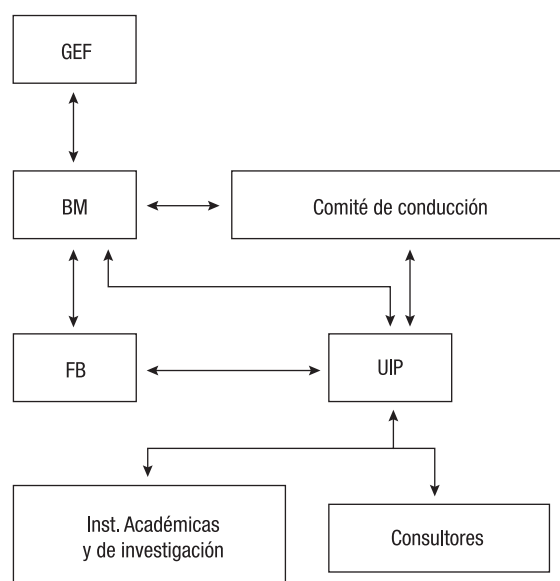 GEF
BM
Comité de conducción
FB
UIP
Inst. Académicas
y de investigación
Consultores